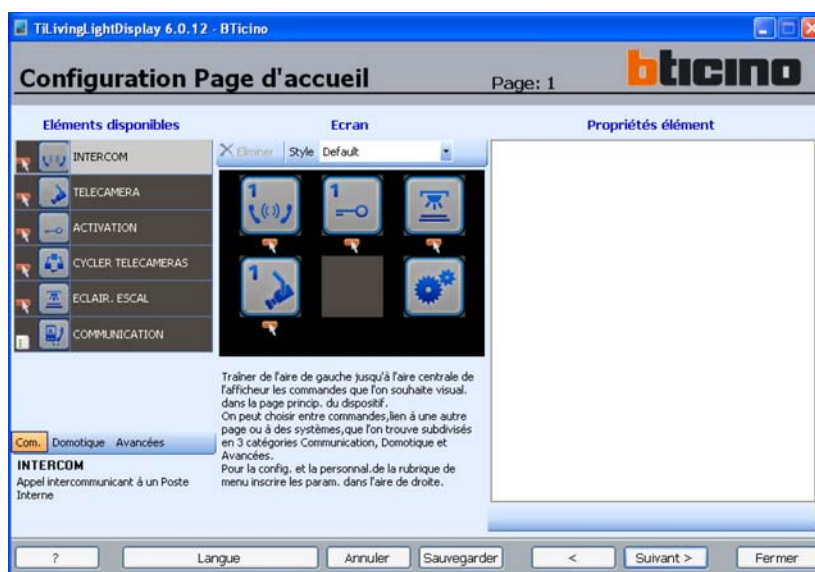 TiLivingLightDisplay 6.0.12 - BTicino
Configuration Page d'accueil
Page: 1
bticino
Eléments disponibles
Ecran
Propriétés élément
INTERCOM
TELECAMERA
ACTIVATION
CYCLER TELECAMERAS
ECLAIR. ESCAL
COMMUNICATION
Eliminer
Style
Default
1
1
1
Traîner de l'aire de gauche jusqu'à l'aire centrale de
l'afficheur les commandes que l'on souhaite visual.
dans la page princip. du dispositif.
On peut choisir entre commandes,lien à une autre
page ou à des systèmes,que l'on trouve subdivisés
en 3 catégories Communication, Domotique et
Avancées.
Pour la config. et la personnal.de la rubrique de
menu inscrire les param. dans l'aire de droite.
Com. Domotique Avancées
INTERCOM
Appel intercommunicant à un Poste
Interne
? Langue Annuler Sauvegarder < Suivant > Fermer